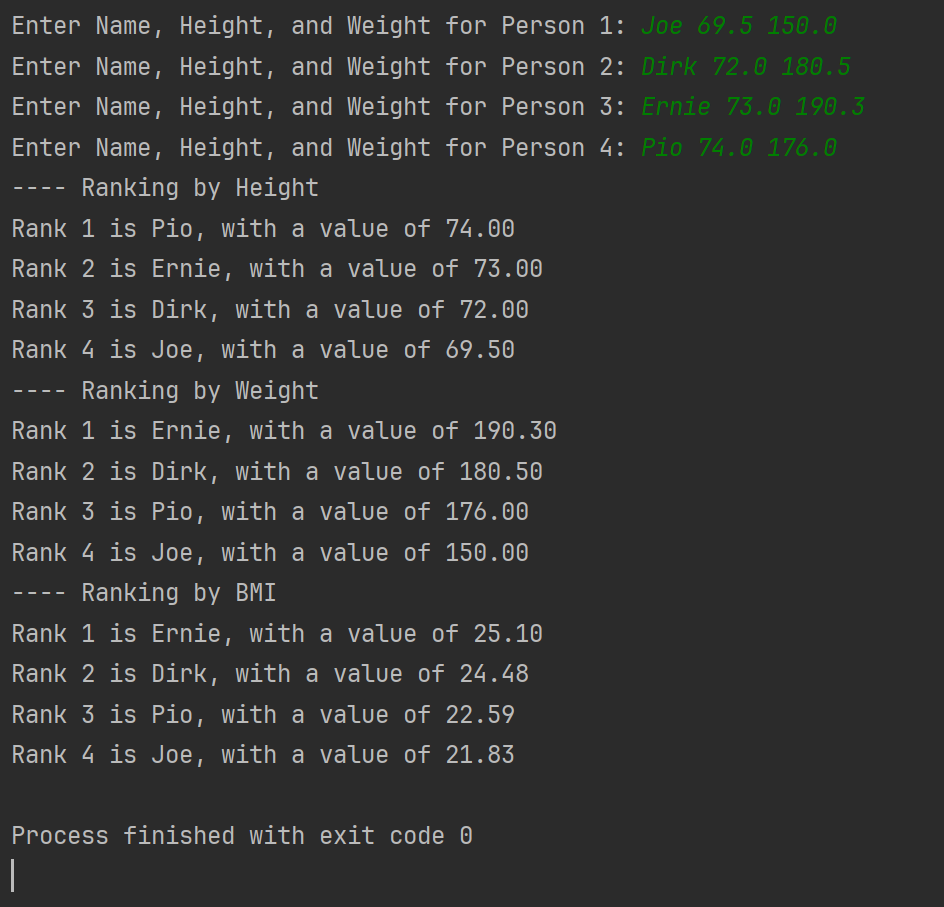 Enter Name, Height, and Weight for Person 1: Joe 69.5 150.0
Enter Name, Height, and Weight for Person 2: Dirk 72.0 180.5
Enter Name, Height, and Weight for Person 3: Ernie 73.0 190.3
Enter Name, Height, and Weight for Person 4: Pio 74.0 176.0
---- Ranking by Height
Rank 1 is Pio, with a value of 74.00
Rank 2 is Ernie, with a value of 73.00
Rank 3 is Dirk, with a value of 72.00
Rank 4 is Joe, with a value of 69.50
---- Ranking by Weight
Rank 1 is Ernie, with a value of 190.30
Rank 2 is Dirk, with a value of 180.50
Rank 3 is Pio, with a value of 176.00
Rank 4 is Joe, with a value of 150.00
---- Ranking by BMI
Rank 1 is Ernie, with a value of 25.10
Rank 2 is Dirk, with a value of 24.48
Rank 3 is Pio, with a value of 22.59
Rank 4 is Joe, with a value of 21.83
Process finished with exit code 0